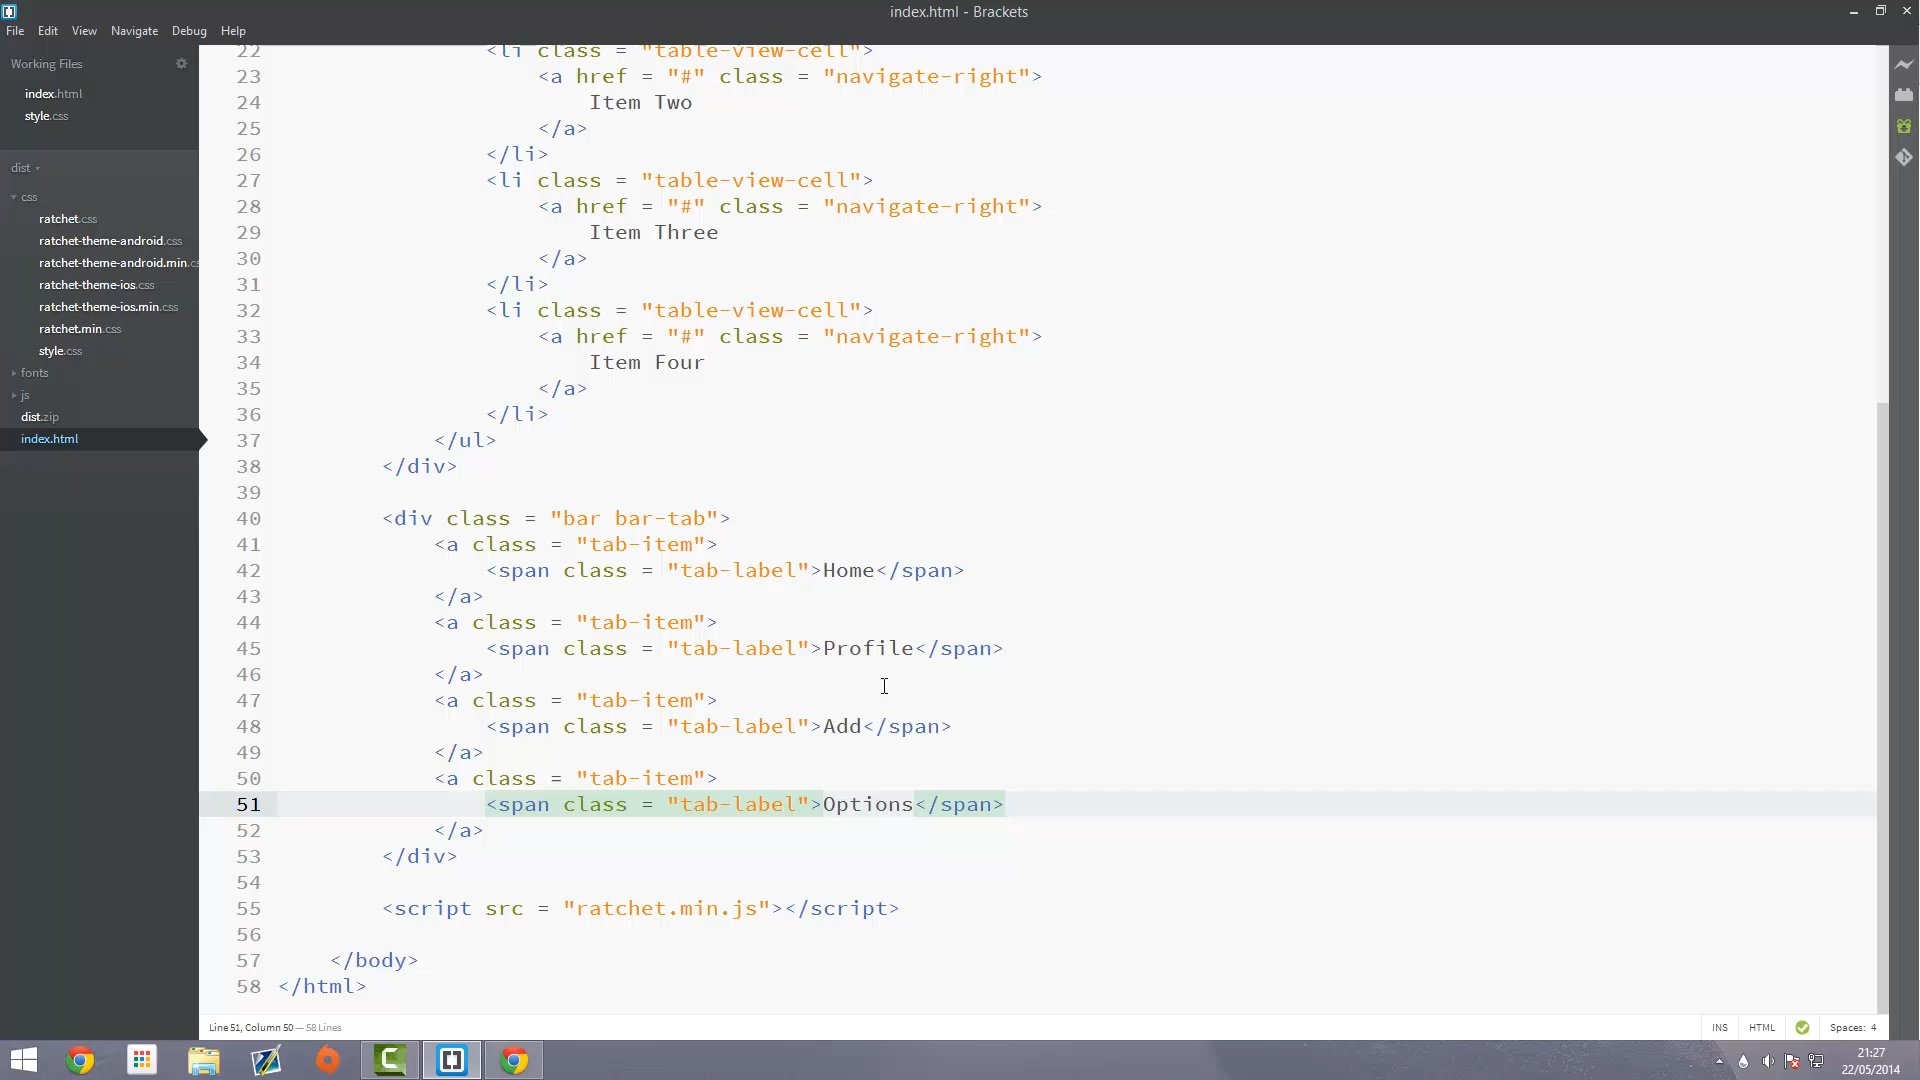 index.html - Brackets
File Edit View Navigate Debug Help
Working Files
index.html
style.css
dist
css
ratchet.css
ratchet-theme-android.css
ratchet-theme-android.min.cs
ratchet-theme-ios.css
ratchet-theme-ios.min.css
ratchet.min.css
style.css
fonts
js
dist.zip
index.html
22 <li class = "table-view-cell">
23 <a href = "#" class = "navigate-right">
24 Item Two
25 </a>
26 </li>
27 <li class = "table-view-cell">
28 <a href = "#" class = "navigate-right">
29 Item Three
30 </a>
31 </li>
32 <li class = "table-view-cell">
33 <a href = "#" class = "navigate-right">
34 Item Four
35 </a>
36 </li>
37 </ul>
38 </div>
39
40 <div class = "bar bar-tab">
41 <a class = "tab-item">
42 <span class = "tab-label">Home</span>
43 </a>
44 <a class = "tab-item">
45 <span class = "tab-label">Profile</span>
46 </a>
47 <a class = "tab-item">
48 <span class = "tab-label">Add</span>
49 </a>
50 <a class = "tab-item">
51 <span class = "tab-label">Options</span>
52 </a>
53 </div>
54
55 <script src = "ratchet.min.js"></script>
56
57 </body>
58 </html>
Line 51, Column 50 — 58 Lines
INS HTML Spaces: 4
21:27
22/05/2014